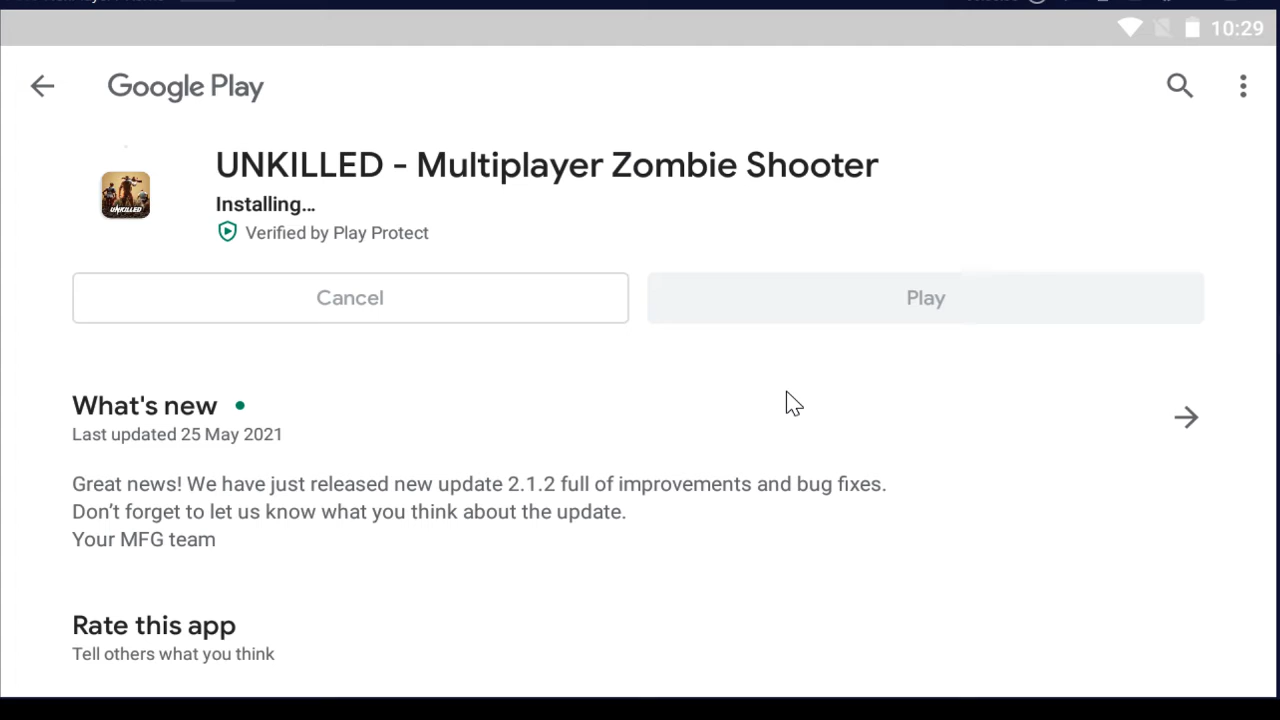 10:29
Google Play
UNKILLED - Multiplayer Zombie Shooter
UNKILLED
Installing...
Verified by Play Protect
Cancel
Play
What's new
Last updated 25 May 2021
Great news! We have just released new update 2.1.2 full of improvements and bug fixes.
Don’t forget to let us know what you think about the update.
Your MFG team
Rate this app
Tell others what you think